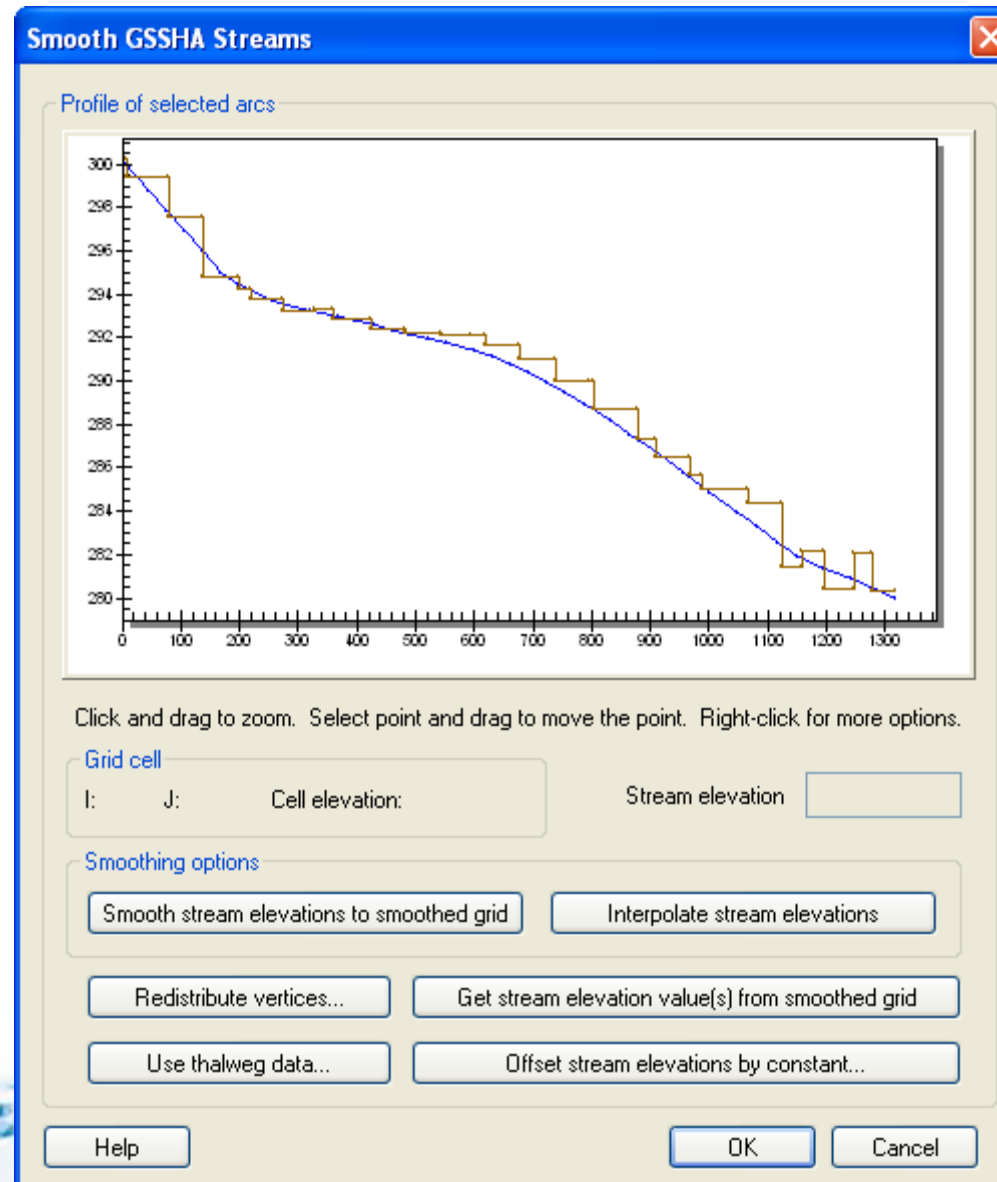 Smooth GSSHA Streams
Profile of selected arcs
300
298
296
294
292
290
288
286
284
282
280
0 100 200 300 400 500 600 700 800 900 1000 1100 1200 1300
Click and drag to zoom. Select point and drag to move the point. Right-click for more options.
Grid cell
I: J: Cell elevation:
Stream elevation
Smoothing options
Smooth stream elevations to smoothed grid
Interpolate stream elevations
Redistribute vertices...
Get stream elevation value(s) from smoothed grid
Use thalweg data...
Offset stream elevations by constant...
Help
OK
Cancel